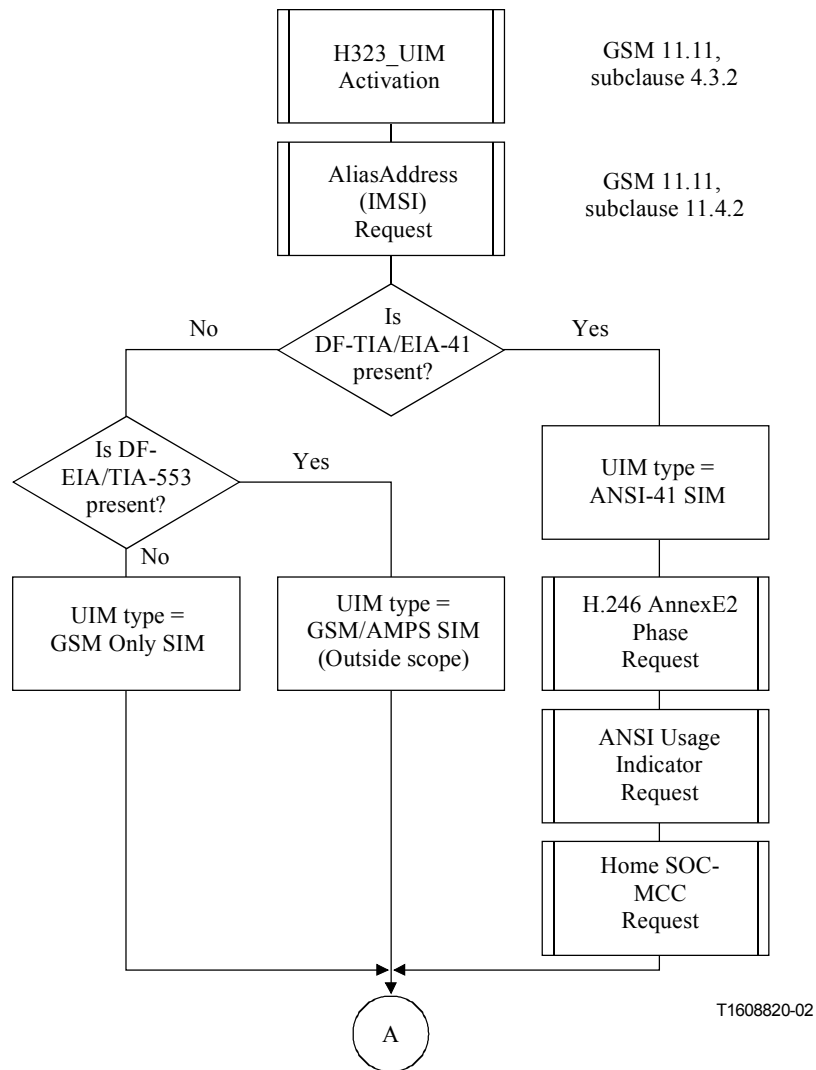 H323_UIM
Activation
GSM 11.11,
subclause 4.3.2
AliasAddress
(IMSI)
Request
GSM 11.11,
subclause 11.4.2
Is
DF-TIA/EIA-41
present?
No
Yes
Is DF-
EIA/TIA-553
present?
Yes
No
UIM type =
ANSI-41 SIM
UIM type =
GSM Only SIM
UIM type =
GSM/AMPS SIM
(Outside scope)
H.246 AnnexE2
Phase
Request
ANSI Usage
Indicator
Request
Home SOC-
MCC
Request
A
T1608820-02